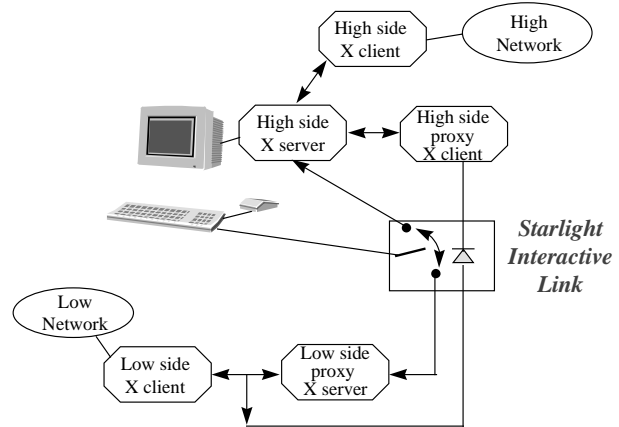 High side
X client
High
Network
High side
X server
High side
proxy
X client
Starlight
Interactive
Link
Low
Network
Low side
X client
Low side
proxy
X server